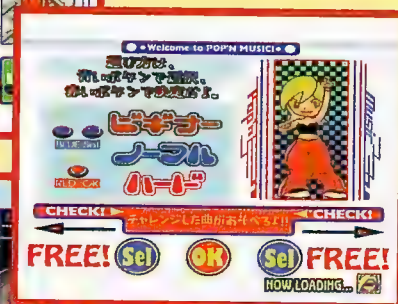 •Welcome to POP'N MUSIC!•
選び方は、
青いボタンで選択、
赤いボタンで決定だよ。
ビギナー
BLUE:Sel
ノーマル
RED:OK
ハード
CHECK!
チャレンジした曲があそべるよ!!
CHECK!
FREE!
Sel
OK
Sel
FREE!
NOW LOADING...